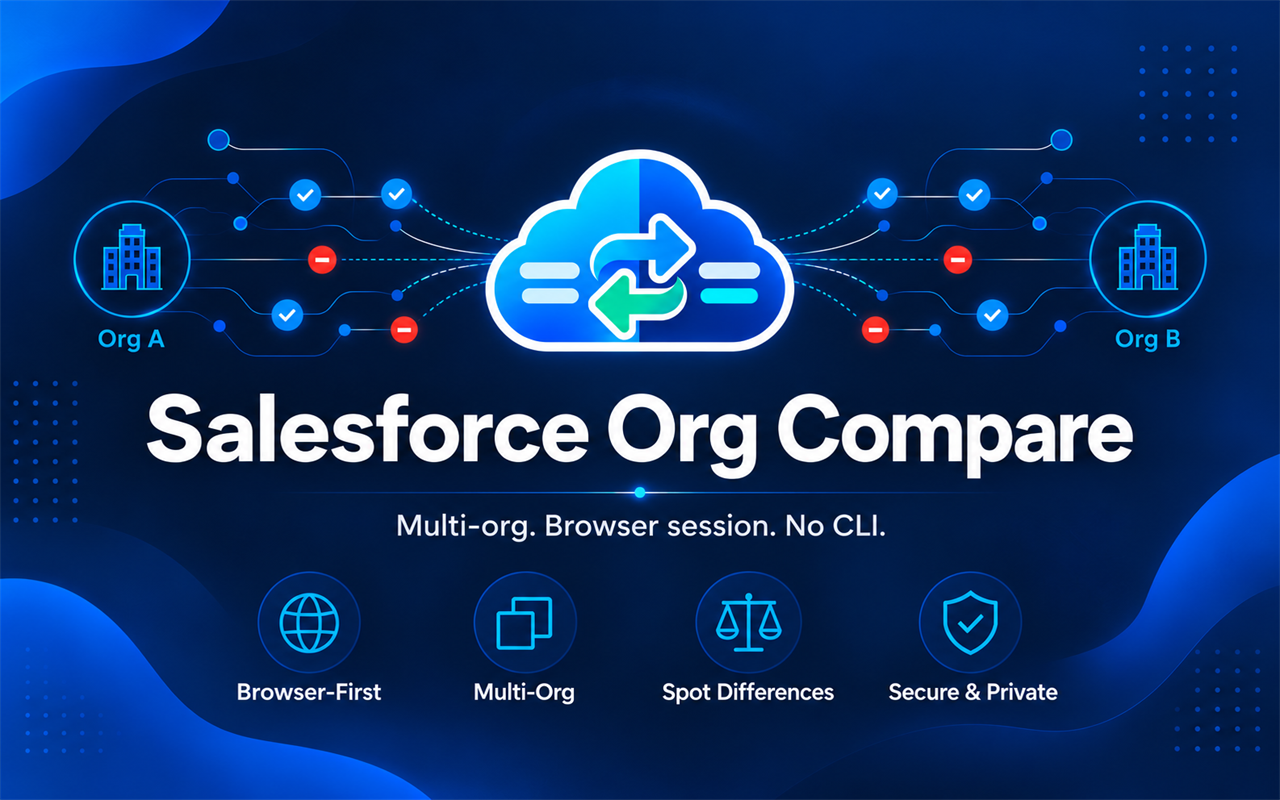 Org A
Org B
Salesforce Org Compare
Multi-org. Browser session. No CLI.
Browser-First
Multi-Org
Spot Differences
Secure & Private